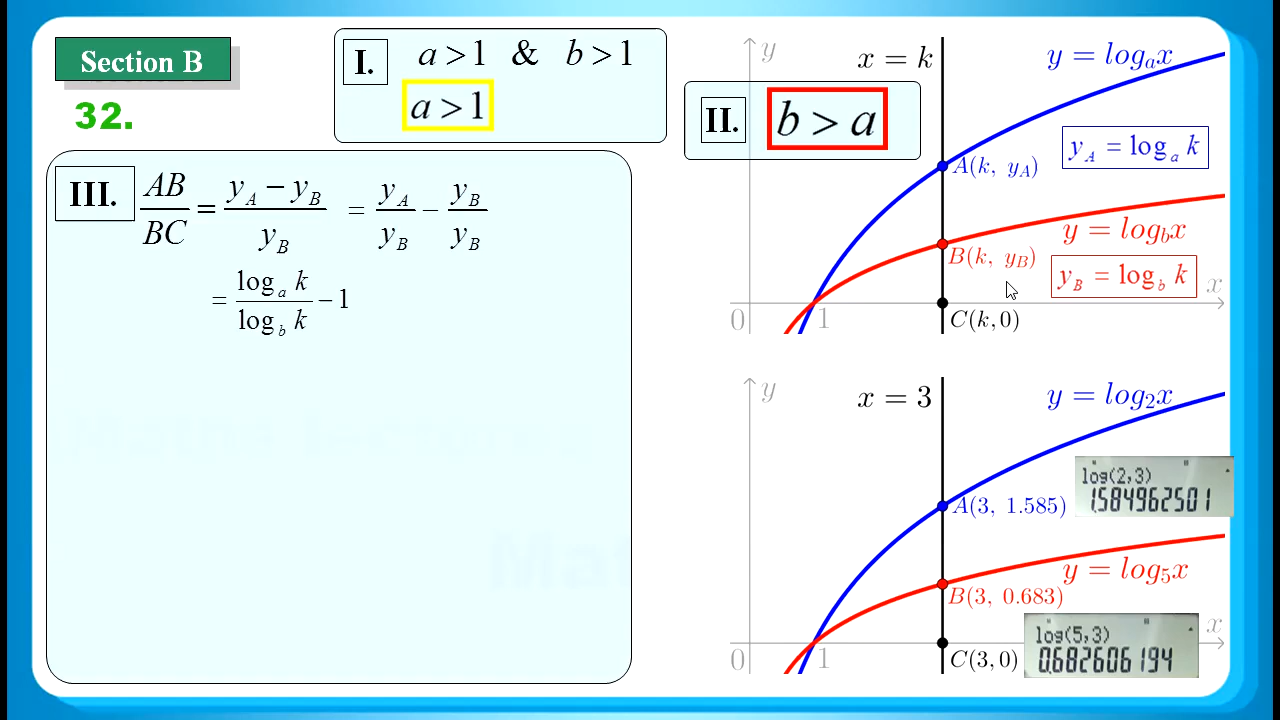 Section B
32.
I. a > 1 & b > 1
a > 1
II. b > a
III. AB/BC = (y_A − y_B)/y_B = y_A/y_B − y_B/y_B
= log_a k / log_b k − 1
y
x = k
y = log_a x
y_A = log_a k
A(k, y_A)
y = log_b x
B(k, y_B)
y_B = log_b k
x
0
1
C(k, 0)
y
x = 3
y = log_2 x
log(2,3)
1.584962501
A(3, 1.585)
y = log_5 x
B(3, 0.683)
log(5,3)
0.682606194
x
0
1
C(3, 0)